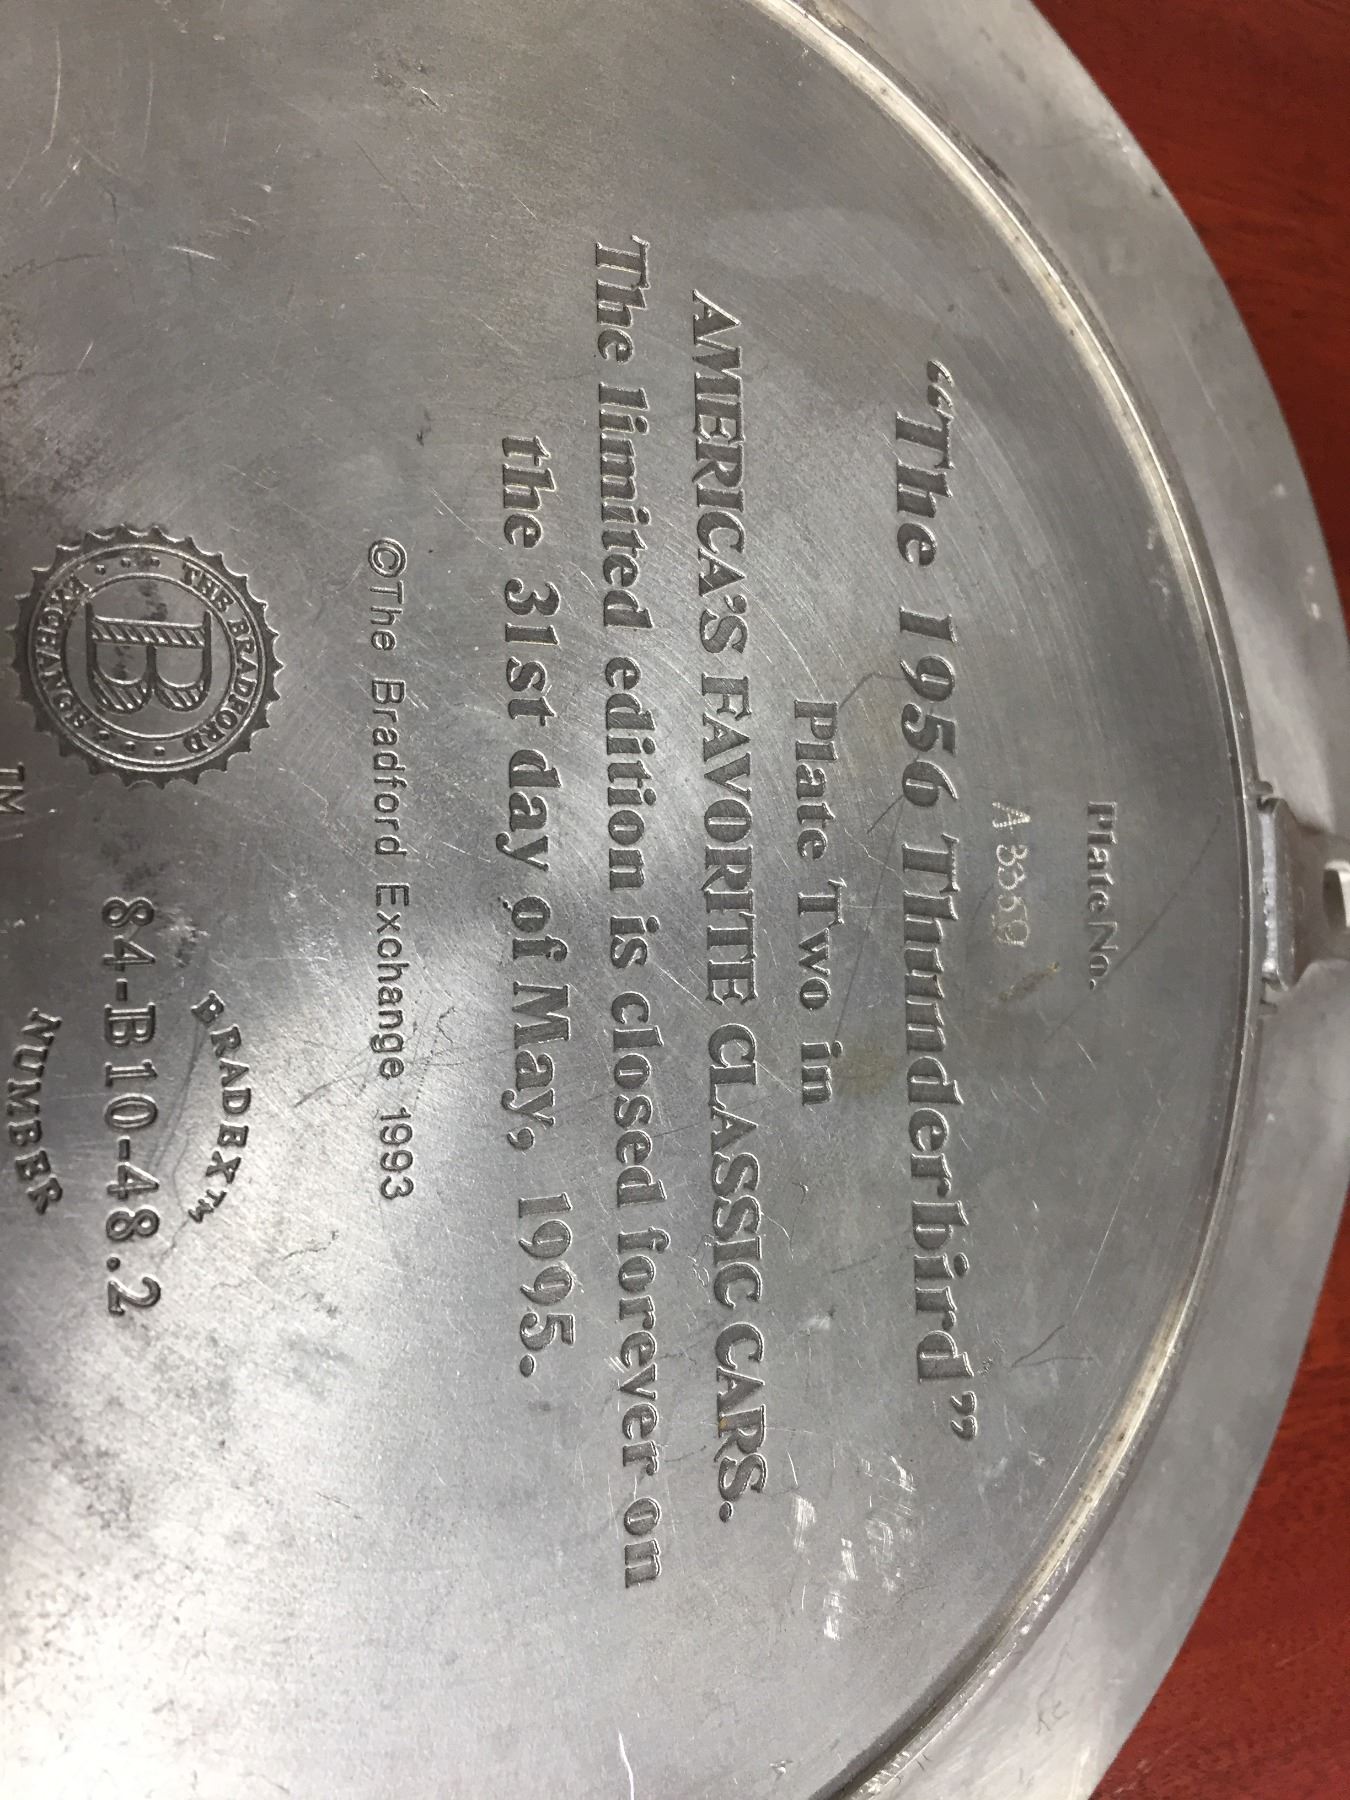 Plate No.
A3359
“The 1956 Thunderbird”
Plate Two in
AMERICA'S FAVORITE CLASSIC CARS.
The limited edition is closed forever on
the 31st day of May, 1995.
©The Bradford Exchange 1993
THE BRADFORD
EXCHANGE
B
TM
BRADEX™
84-B10-48.2
NUMBER